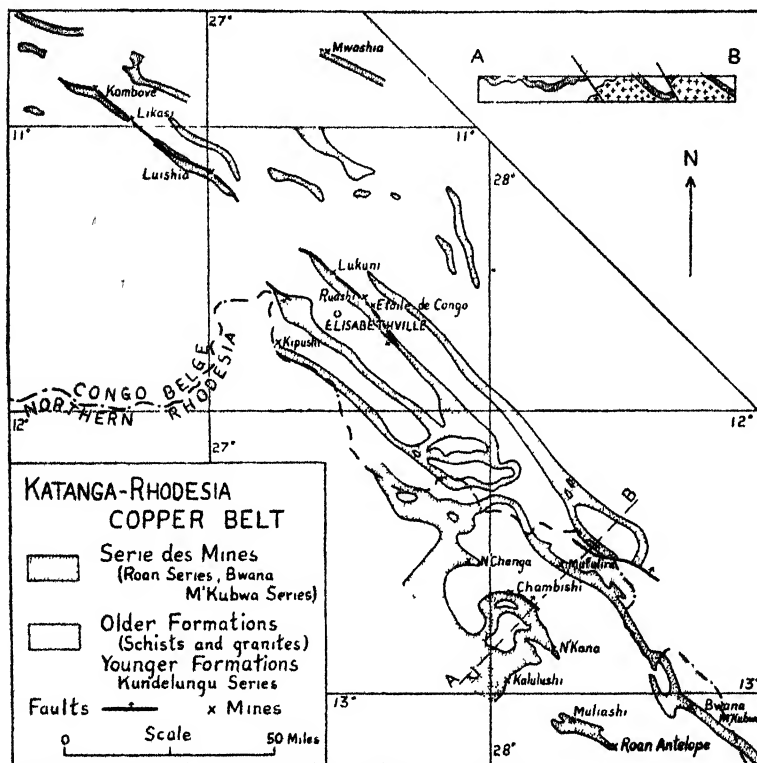 27°
Mwashia
A
B
Kambove
Likasi
11°
11°
Luishia
28°
N
Lukuni
Ruashi
Etoile de Congo
ELISABETHVILLE
Kipushi
CONGO BELGE
NORTHERN RHODESIA
12°
12°
27°
KATANGA-RHODESIA
COPPER BELT
Serie des Mines
(Roan Series, Bwana
M'Kubwa Series)
Older Formations
(Schists and granites)
Younger Formations
Kundelungu Series
Faults
x Mines
Scale
0
50 Miles
B
N'Chenga
Mufulira
Chambishi
N'Kana
A
Kalulushi
13°
13°
Muliashi
Bwana
M'Kubwa
28°
Roan Antelope